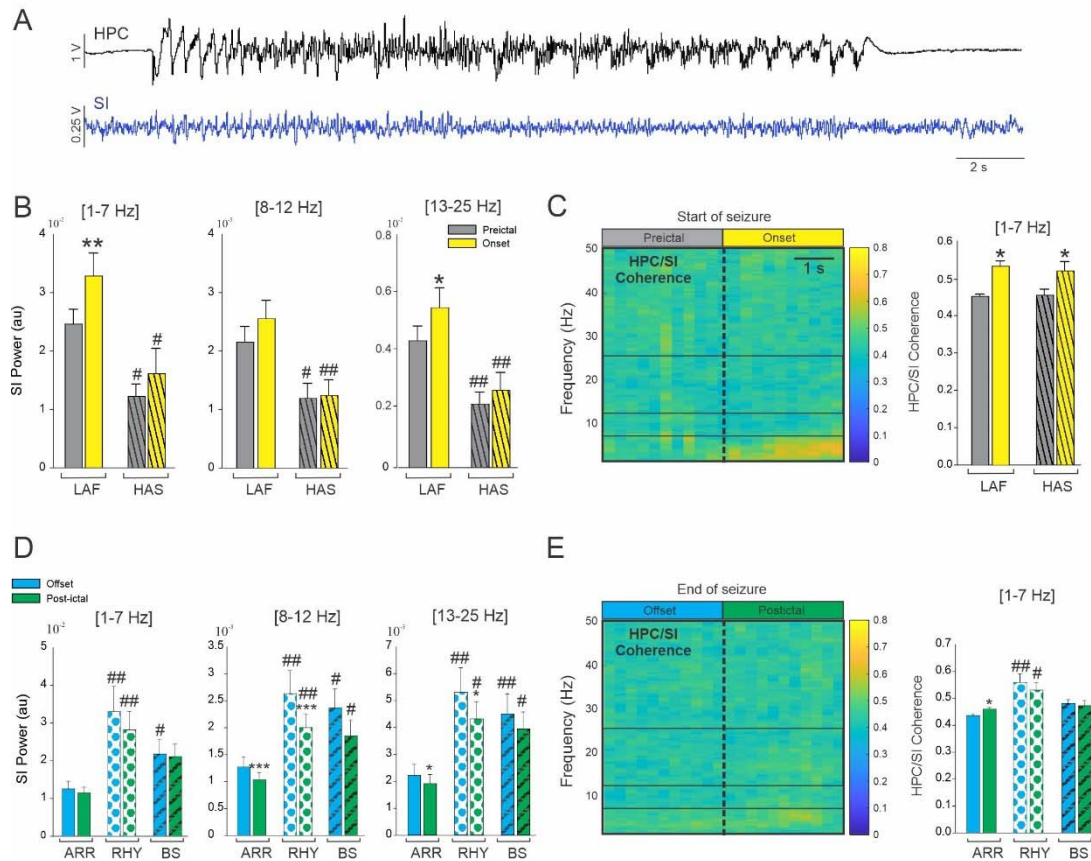 A
HPC
1 V
SI
0.25 V
2 s
B
[1-7 Hz]
[8-12 Hz]
[13-25 Hz]
10⁻²
10⁻³
10⁻²
Preictal
Onset
SI Power (au)
4
3
2
1
0
4
3
2
1
0
0.8
0.6
0.4
0.2
0
**
#
#
#
##
*
##
##
LAF
HAS
LAF
HAS
LAF
HAS
C
Start of seizure
Preictal
Onset
HPC/SI
Coherence
1 s
Frequency (Hz)
50
40
30
20
10
0.8
0.7
0.6
0.5
0.4
0.3
0.2
0.1
0
[1-7 Hz]
HPC/SI Coherence
0.6
0.5
0.4
0.3
0.2
0.1
0.0
*
*
LAF
HAS
D
Offset
Post-ictal
[1-7 Hz]
[8-12 Hz]
[13-25 Hz]
10⁻²
10⁻³
10⁻³
SI Power (au)
5
4
3
2
1
0
3.5
3
2.5
2
1.5
1
0.5
0
7
6
5
4
3
2
1
0
##
##
#
***
##
##
***
#
#
*
##
#
*
##
#
ARR
RHY
BS
ARR
RHY
BS
ARR
RHY
BS
E
End of seizure
Offset
Postictal
HPC/SI
Coherence
Frequency (Hz)
50
40
30
20
10
0.8
0.7
0.6
0.5
0.4
0.3
0.2
0.1
0
[1-7 Hz]
HPC/SI Coherence
0.7
0.6
0.5
0.4
0.3
0.2
0.1
0.0
*
##
#
ARR
RHY
BS